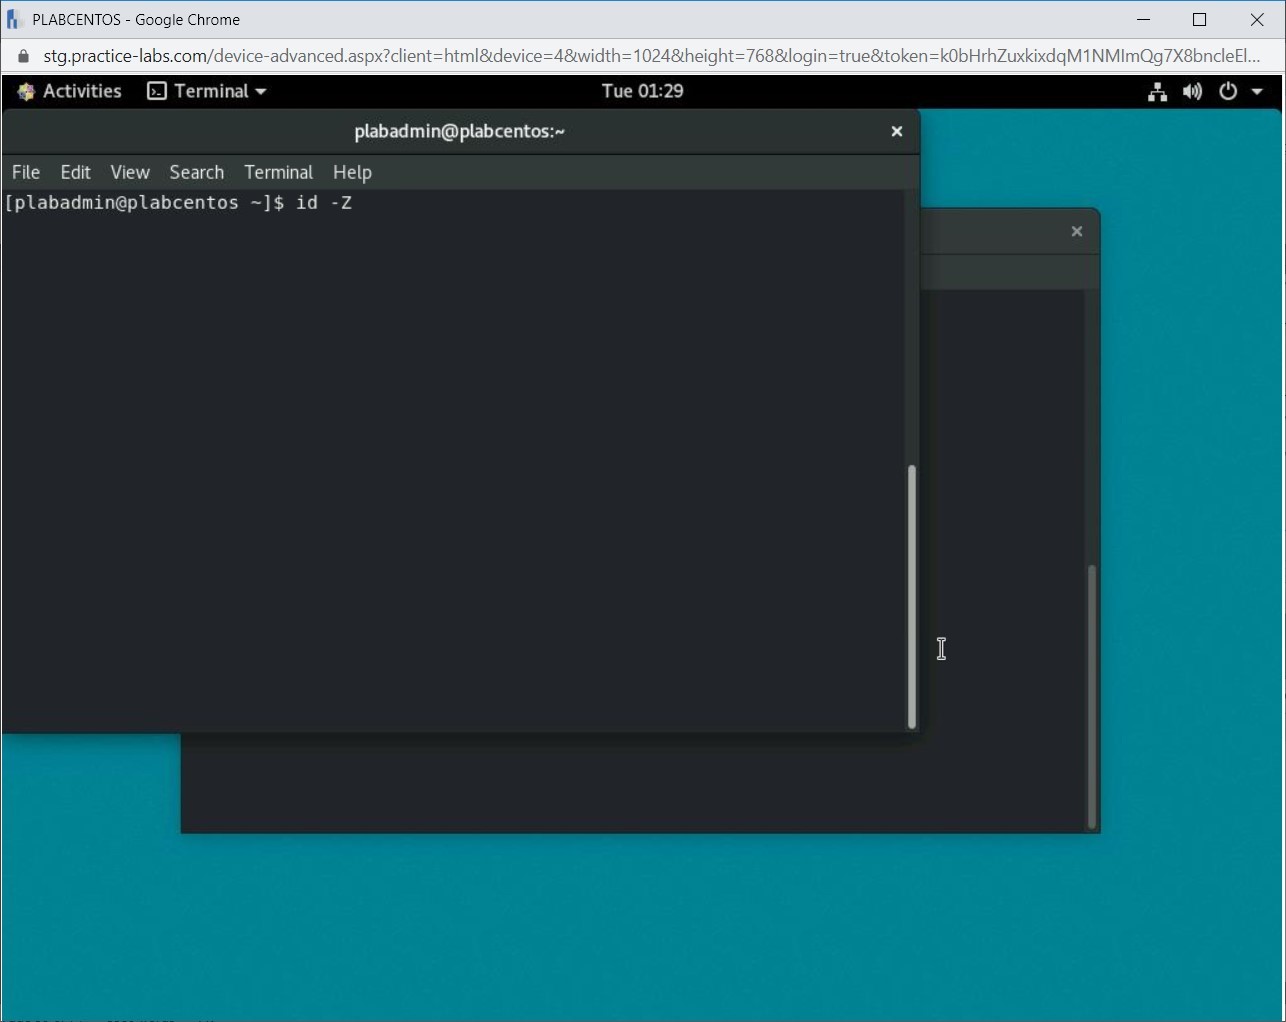 PLABCENTOS - Google Chrome
stg.practice-labs.com/device-advanced.aspx?client=html&device=4&width=1024&height=768&login=true&token=k0bHrhZuxkixdqM1NMImQg7X8bncleEl...
Activities Terminal Tue 01:29
plabadmin@plabcentos:~
File Edit View Search Terminal Help
[plabadmin@plabcentos ~]$ id -Z